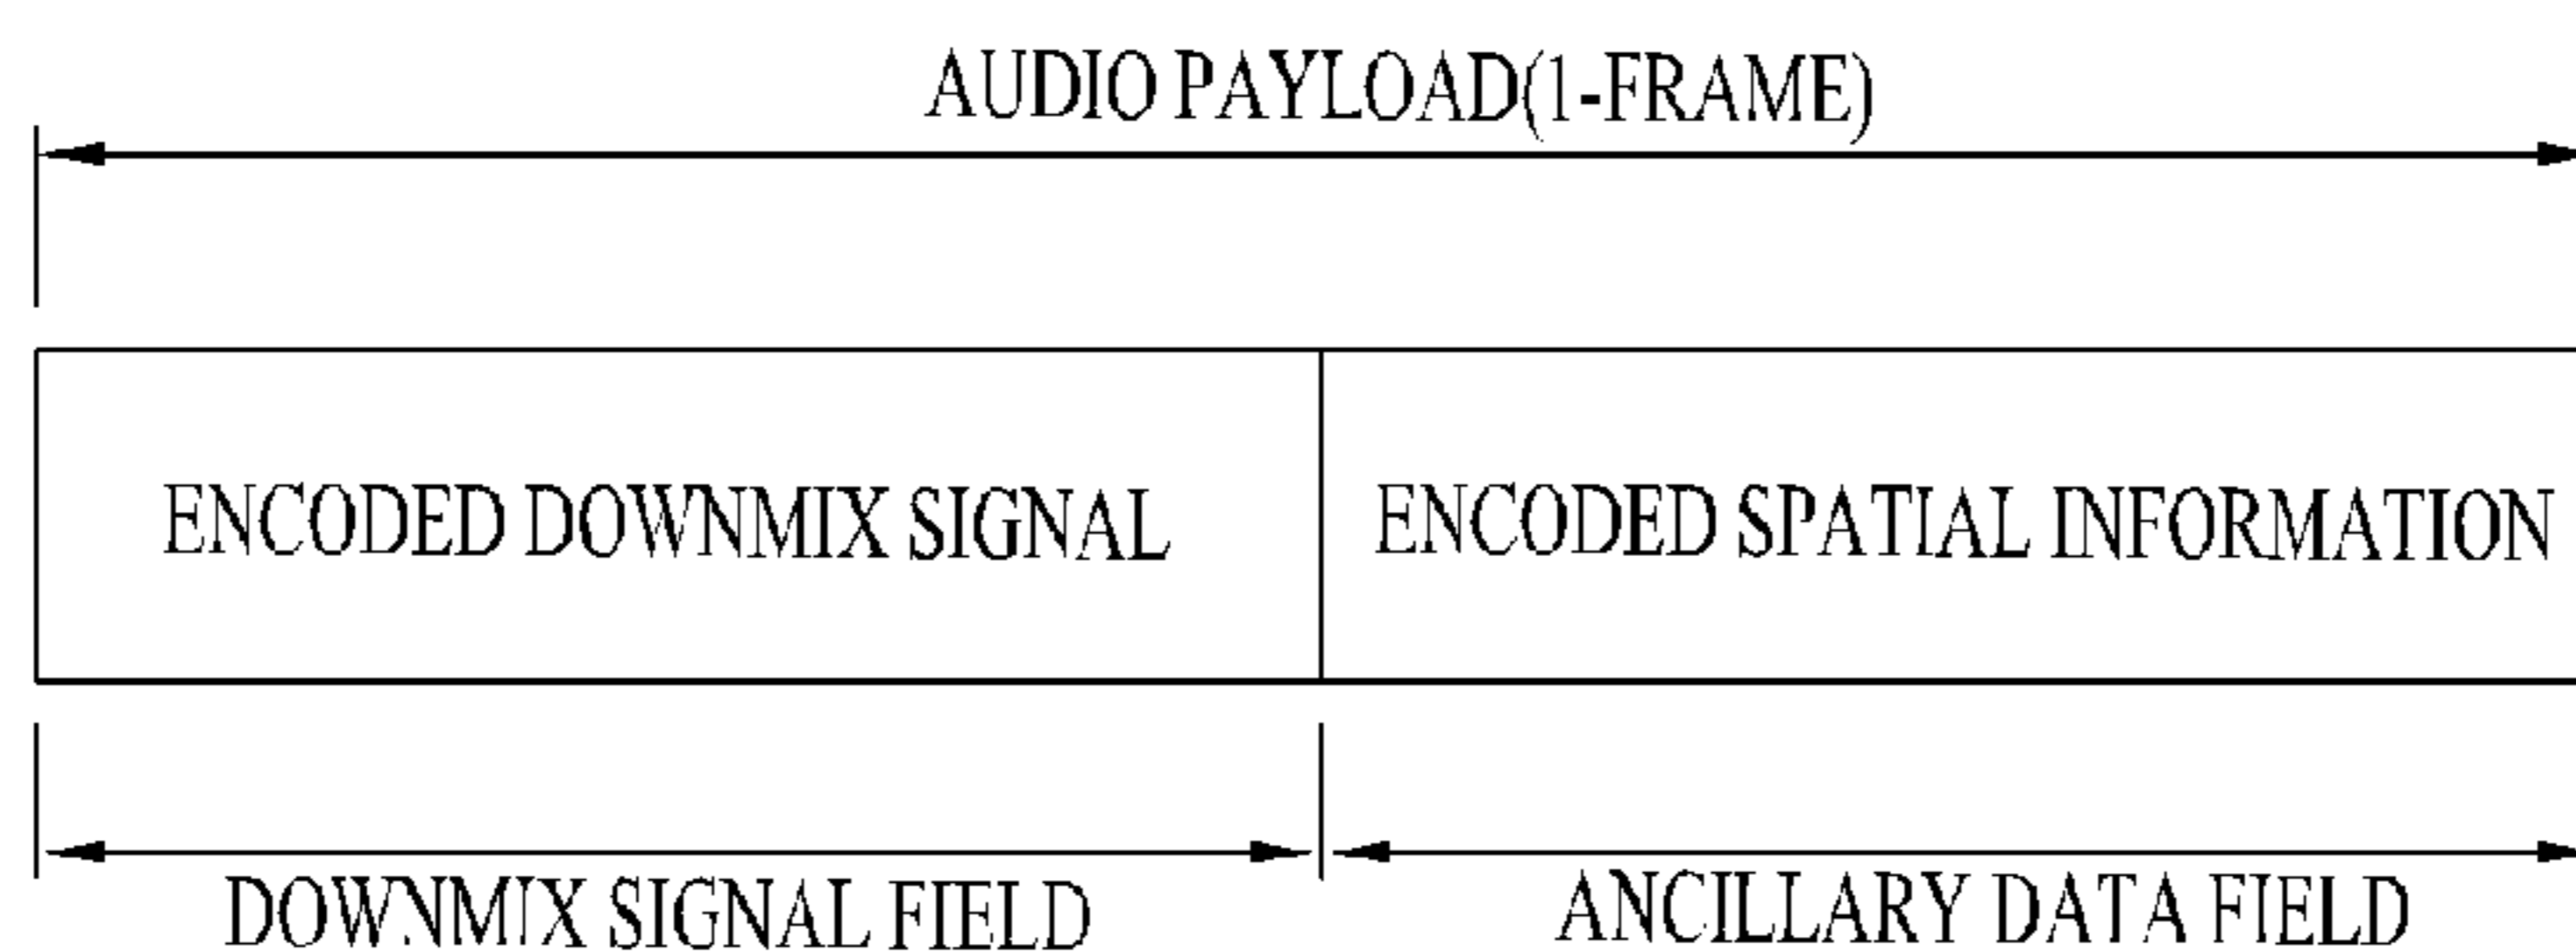 AUDIO PAYLOAD(1-FRAME)
ENCODED DOWNMIX SIGNAL
ENCODED SPATIAL INFORMATION
DOWNMIX SIGNAL FIELD
ANCILLARY DATA FIELD